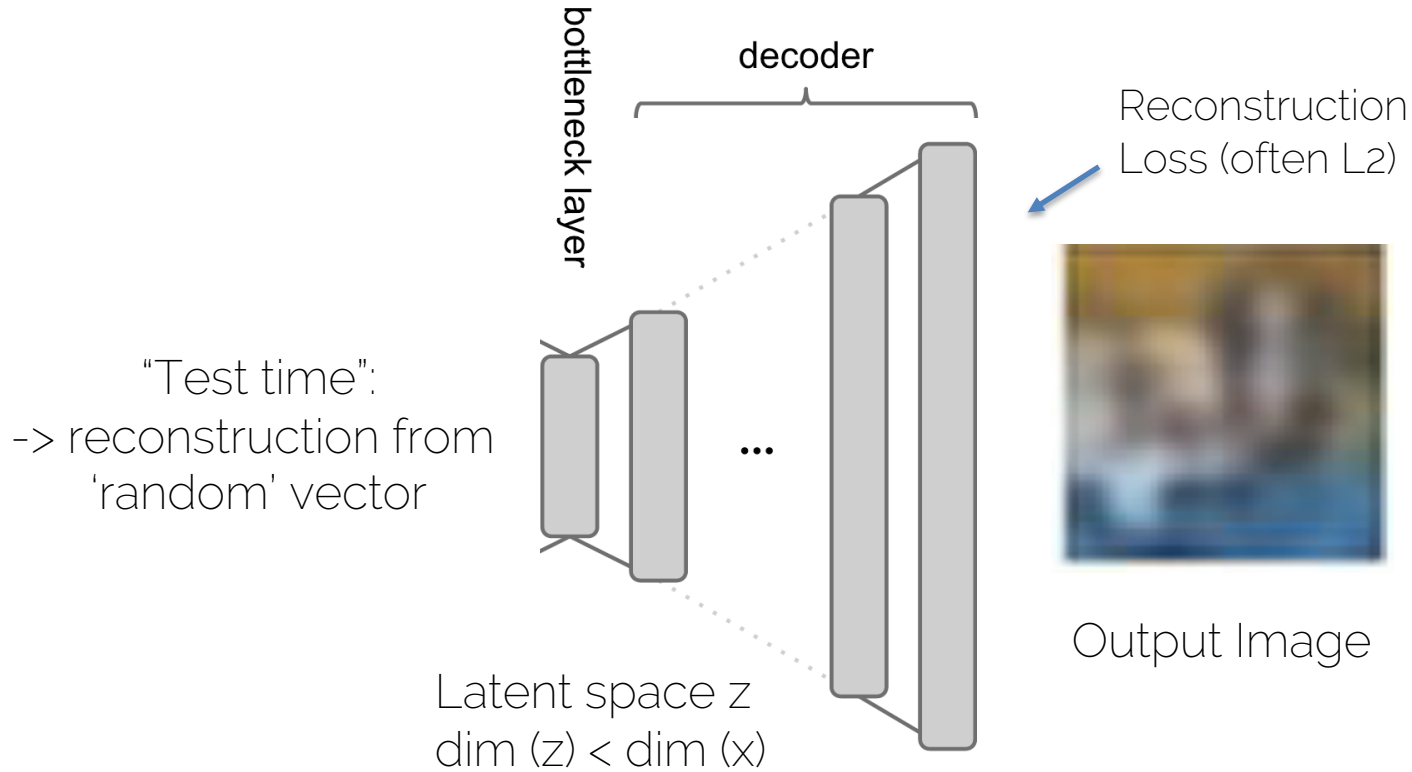 bottleneck layer
decoder
Reconstruction
Loss (often L2)
“Test time”:
-> reconstruction from
‘random’ vector
...
Output Image
Latent space z
dim (z) < dim (x)